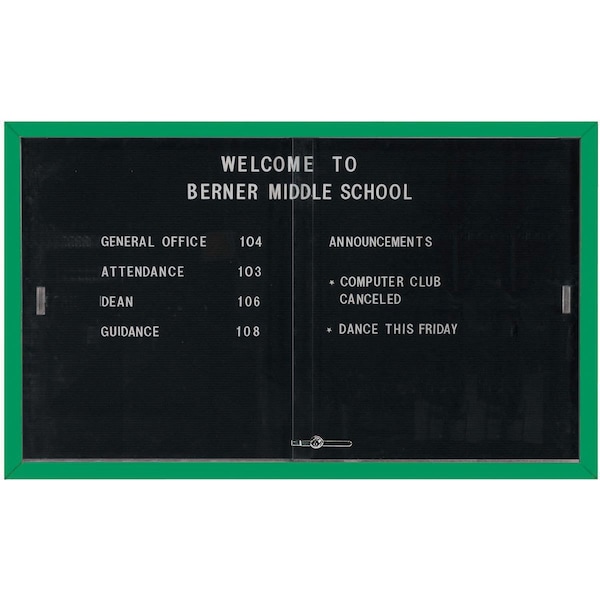 WELCOME TO
BERNER MIDDLE SCHOOL
GENERAL OFFICE 104
ATTENDANCE 103
DEAN 106
GUIDANCE 108
ANNOUNCEMENTS
* COMPUTER CLUB
CANCELED
* DANCE THIS FRIDAY